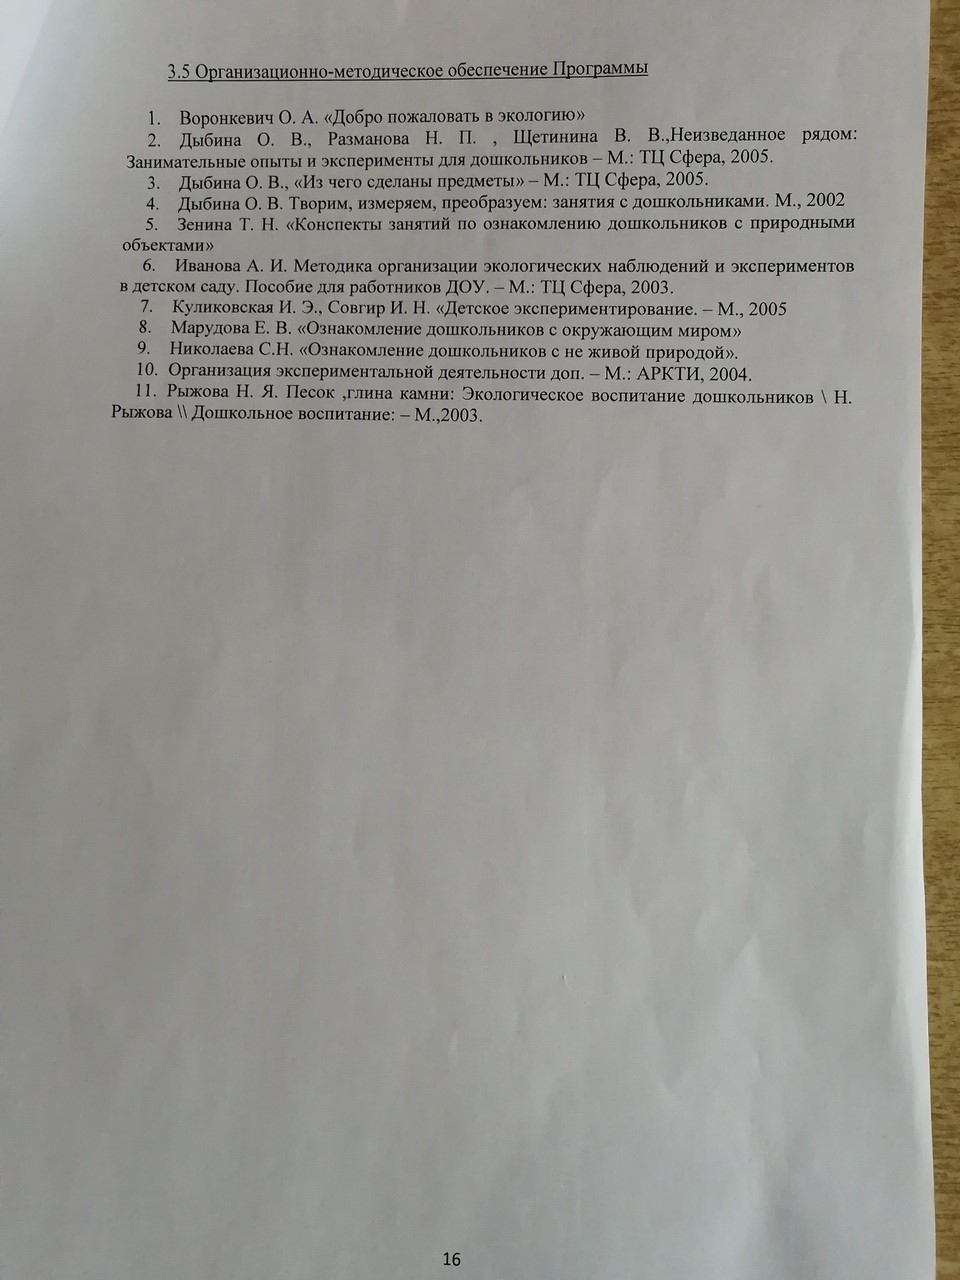 3.5 Организационно-методическое обеспечение Программы
1. Воронкевич О. А. «Добро пожаловать в экологию»
2. Дыбина О. В., Разманова Н. П. , Щетинина В. В.,Неизведанное рядом:
Занимательные опыты и эксперименты для дошкольников – М.: ТЦ Сфера, 2005.
3. Дыбина О. В., «Из чего сделаны предметы» – М.: ТЦ Сфера, 2005.
4. Дыбина О. В. Творим, измеряем, преобразуем: занятия с дошкольниками. М., 2002
5. Зенина Т. Н. «Конспекты занятий по ознакомлению дошкольников с природными
объектами»
6. Иванова А. И. Методика организации экологических наблюдений и экспериментов
в детском саду. Пособие для работников ДОУ. – М.: ТЦ Сфера, 2003.
7. Куликовская И. Э., Совгир И. Н. «Детское экспериментирование. – М., 2005
8. Марудова Е. В. «Ознакомление дошкольников с окружающим миром»
9. Николаева С.Н. «Ознакомление дошкольников с не живой природой».
10. Организация экспериментальной деятельности доп. – М.: АРКТИ, 2004.
11. Рыжова Н. Я. Песок ,глина камни: Экологическое воспитание дошкольников \ Н.
Рыжова \\ Дошкольное воспитание: – М.,2003.
16